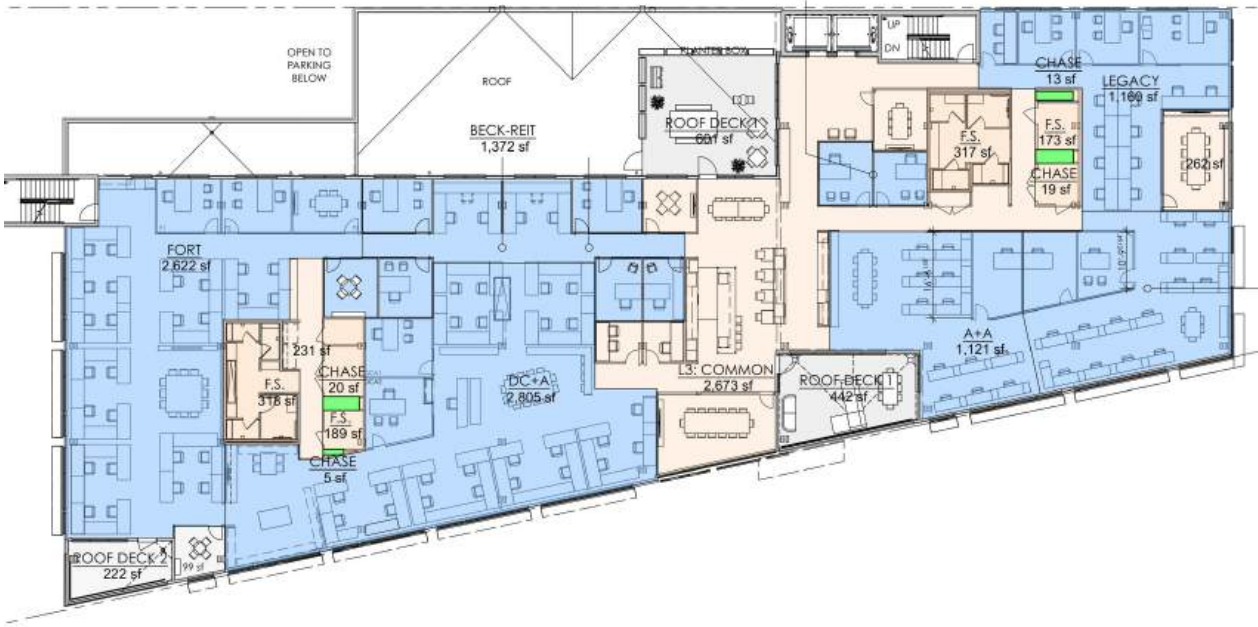 OPEN TO
PARKING
BELOW
ROOF
PLANTER BOX
UP
DN
BECK-REIT
1,372 sf
ROOF DECK 1
601 sf
CHASE
13 sf
LEGACY
1,160 sf
F.S.
317 sf
F.S.
173 sf
CHASE
19 sf
262 sf
FORT
2,622 sf
231 sf
F.S.
318 sf
CHASE
20 sf
F.S.
189 sf
CHASE
5 sf
DC+A
2,805 sf
L3: COMMON
2,673 sf
ROOF DECK 1
442 sf
A+A
1,121 sf
ROOF DECK 2
222 sf
99 sf